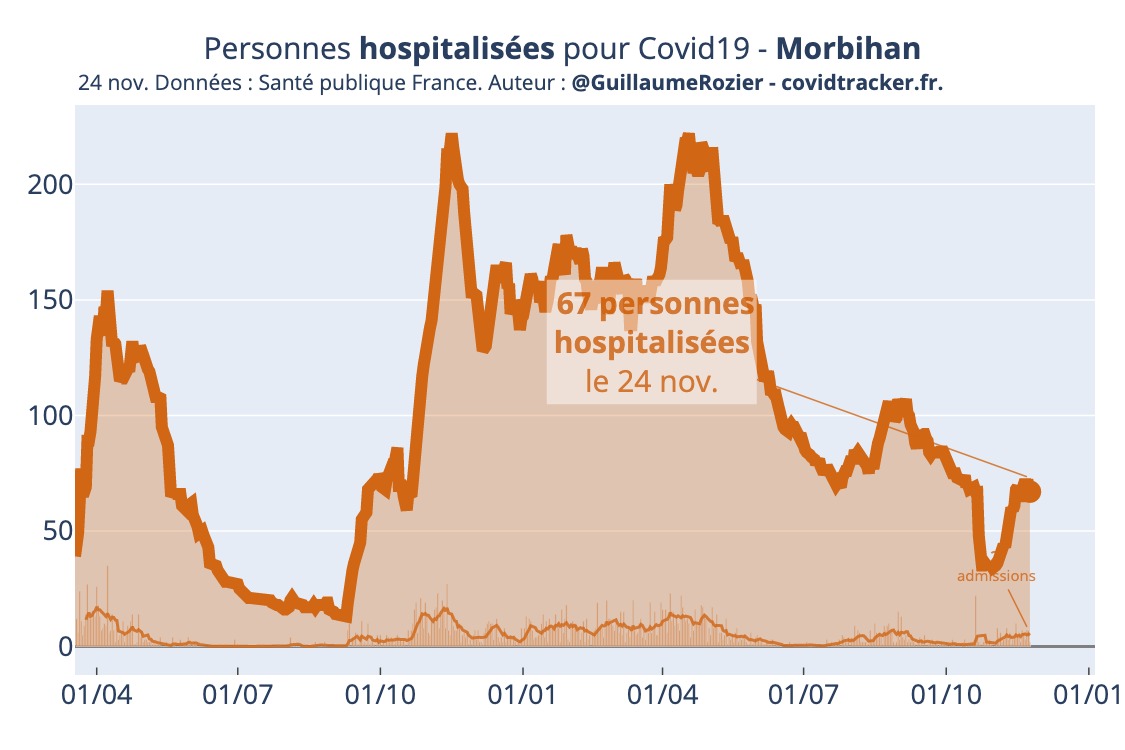 Personnes hospitalisées pour Covid19 - Morbihan
24 nov. Données : Santé publique France. Auteur : @GuillaumeRozier - covidtracker.fr.
200
150
100
50
0
67 personnes
hospitalisées
le 24 nov.
admissions
01/04 01/07 01/10 01/01 01/04 01/07 01/10 01/01